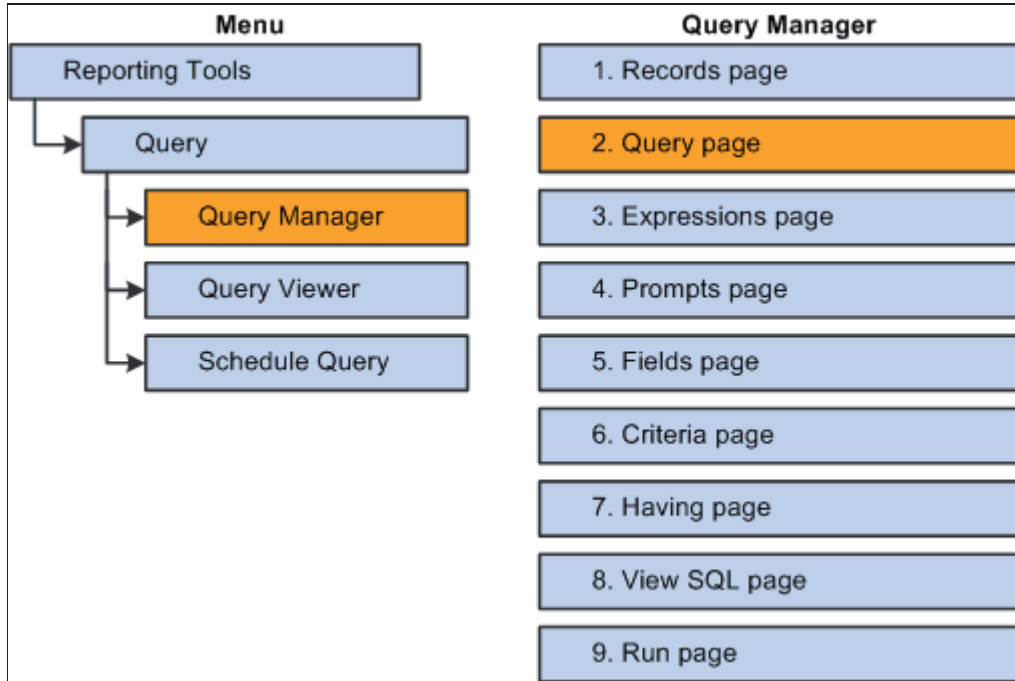 Menu
Reporting Tools
Query
Query Manager
Query Viewer
Schedule Query
Query Manager
1. Records page
2. Query page
3. Expressions page
4. Prompts page
5. Fields page
6. Criteria page
7. Having page
8. View SQL page
9. Run page